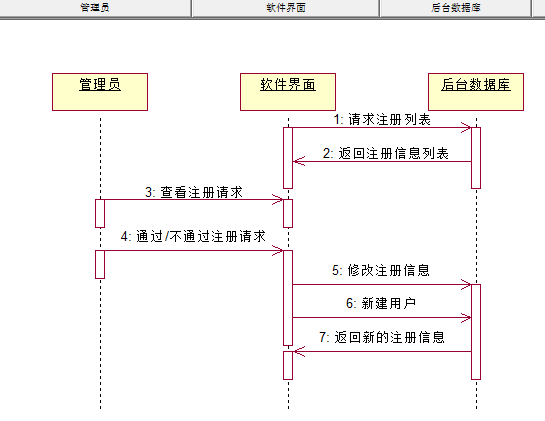 管理员 软件界面 后台数据库
管理员 软件界面 后台数据库
1: 请求注册列表
2: 返回注册信息列表
3: 查看注册请求
4: 通过/不通过注册请求
5: 修改注册信息
6: 新建用户
7: 返回新的注册信息